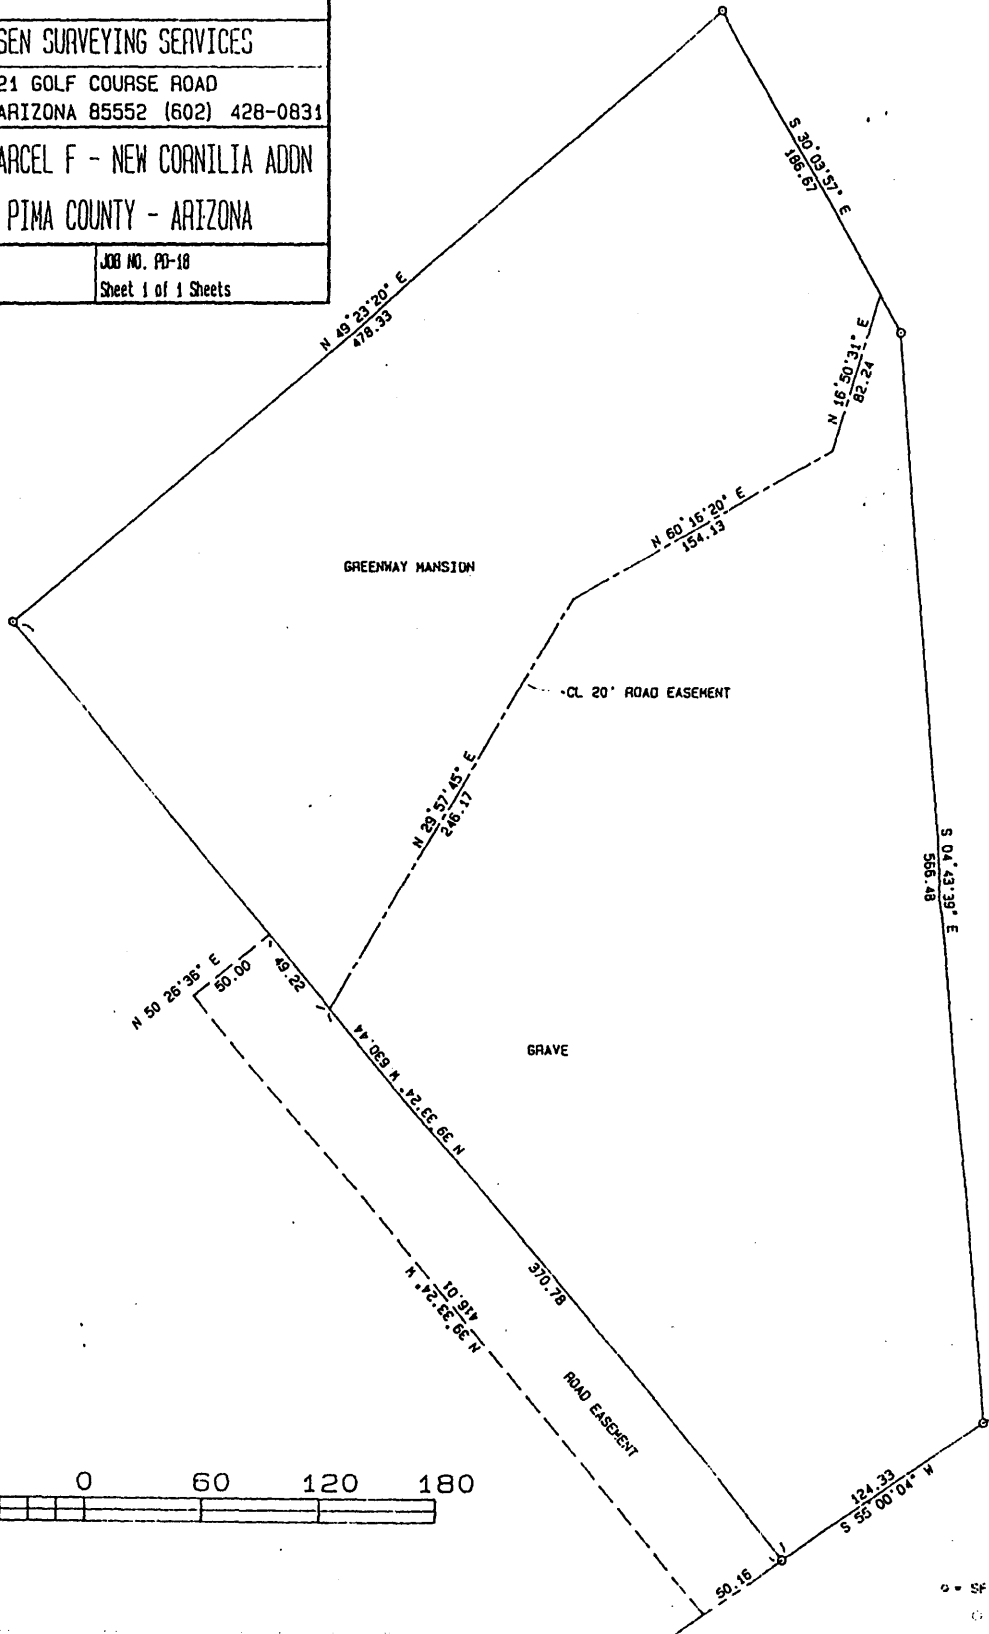 SEN SURVEYING SERVICES
21 GOLF COURSE ROAD
ARIZONA 85552 (602) 428-0831
ARCEL F - NEW CORNILIA ADDN
PIMA COUNTY - ARIZONA
JOB NO. PD-18
Sheet 1 of 1 Sheets
S 30°03'57" E
186.67
N 49°23'20" E
478.33
N 16°50'31" E
82.24
N 60°16'20" E
154.13
GREENWAY MANSION
CL 20' ROAD EASEMENT
N 29°57'45" E
246.17
S 04°43'39" E
566.48
N 50 26'36" E
50.00
49.22
GRAVE
N 39°33'24" W 630.44
370.78
N 39°33'24" W
416.01
ROAD EASEMENT
0 60 120 180
124.33
S 55°00'04" W
50.16